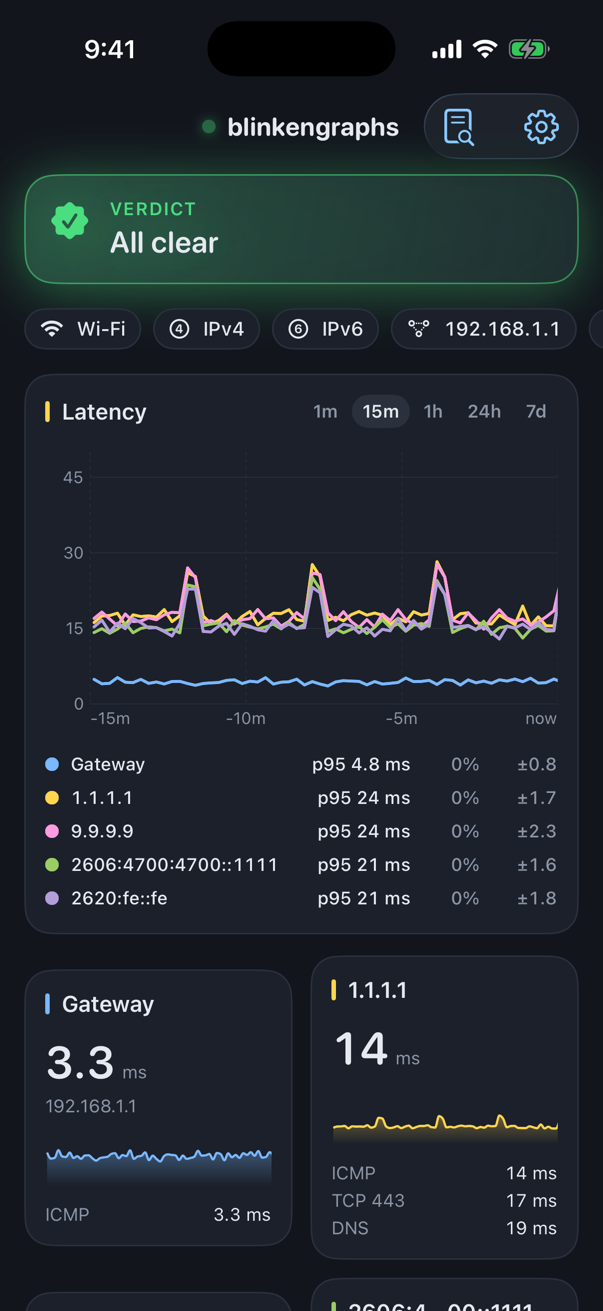 9:41
blinkengraphs
VERDICT
All clear
Wi-Fi
4 IPv4
6 IPv6
192.168.1.1
Latency
1m 15m 1h 24h 7d
45
30
15
0
-15m -10m -5m now
Gateway p95 4.8 ms 0% ±0.8
1.1.1.1 p95 24 ms 0% ±1.7
9.9.9.9 p95 24 ms 0% ±2.3
2606:4700:4700::1111 p95 21 ms 0% ±1.6
2620:fe::fe p95 21 ms 0% ±1.8
Gateway
3.3 ms
192.168.1.1
ICMP 3.3 ms
1.1.1.1
14 ms
ICMP 14 ms
TCP 443 17 ms
DNS 19 ms